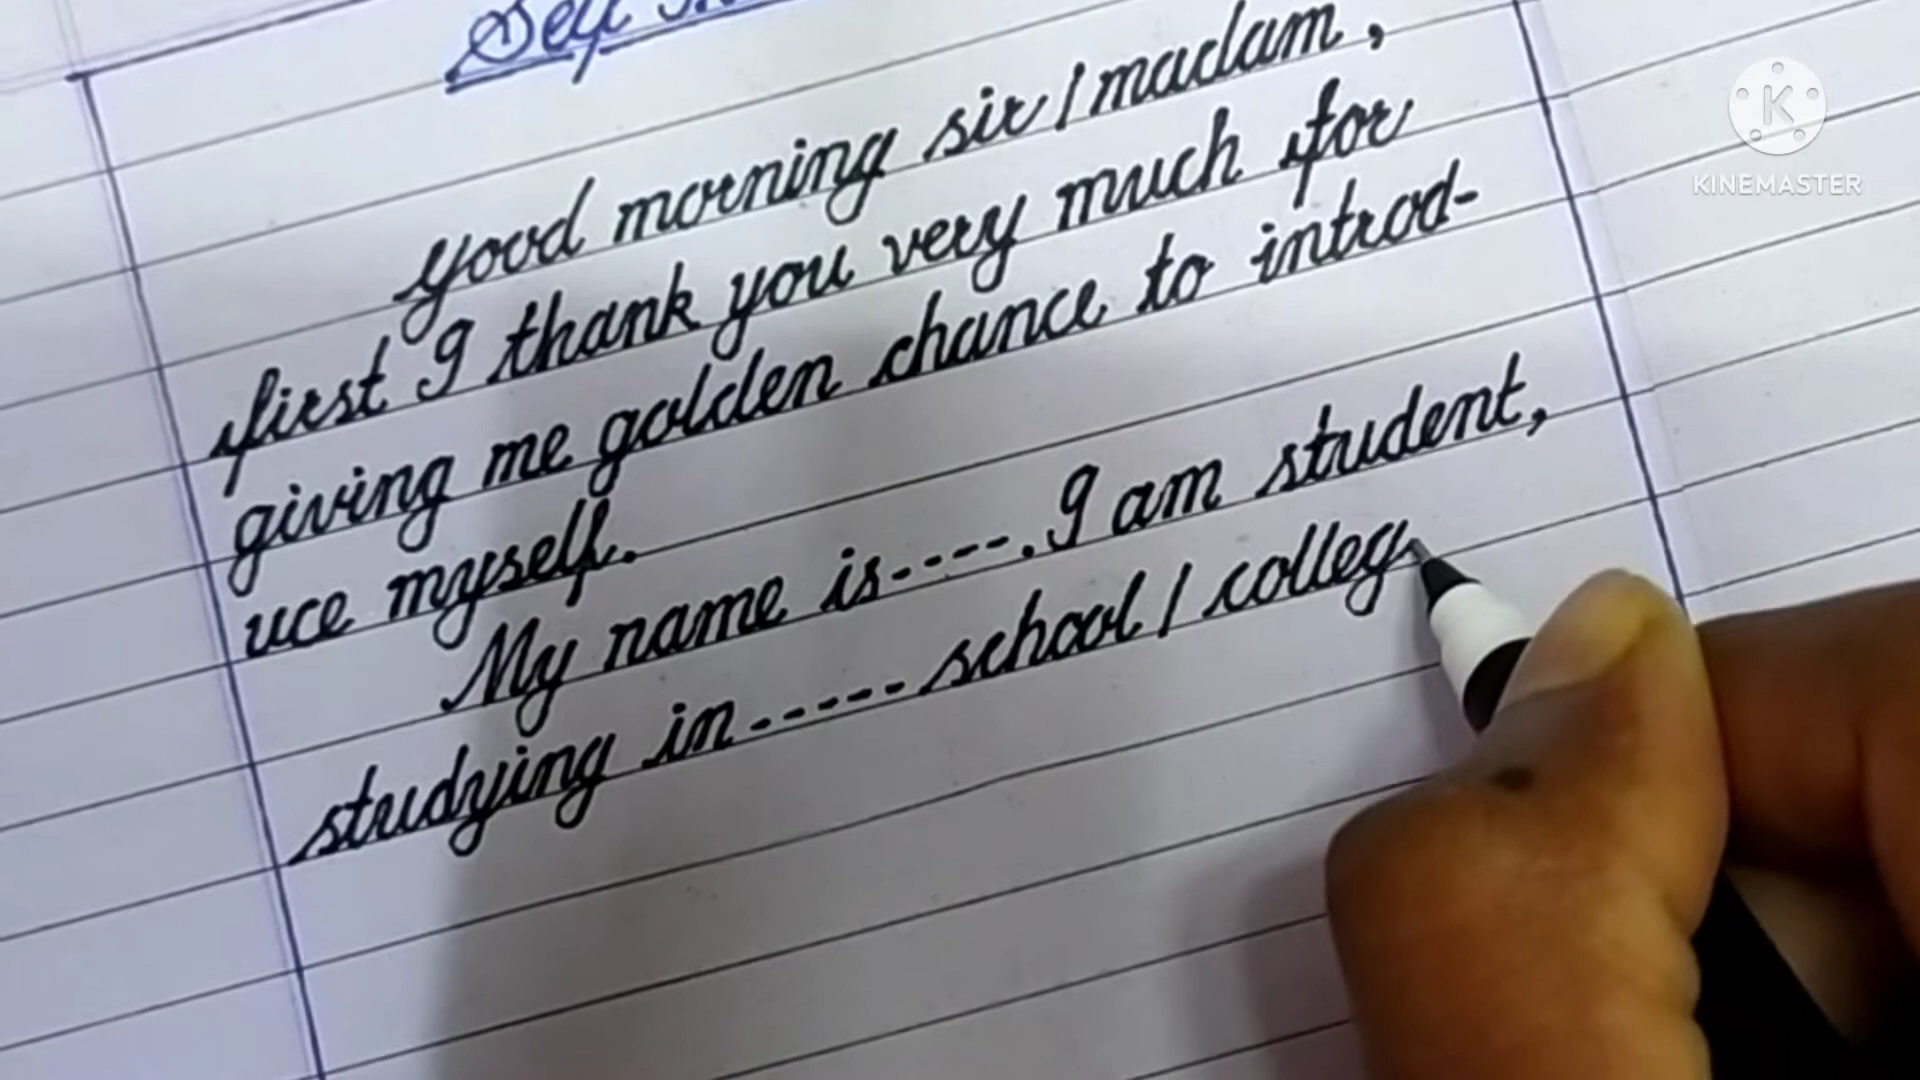 Self
good morning sir / madam,
first I thank you very much for
giving me golden chance to introd-
uce myself.
My name is----. I am student,
studying in----- school / colleg
KINEMASTER